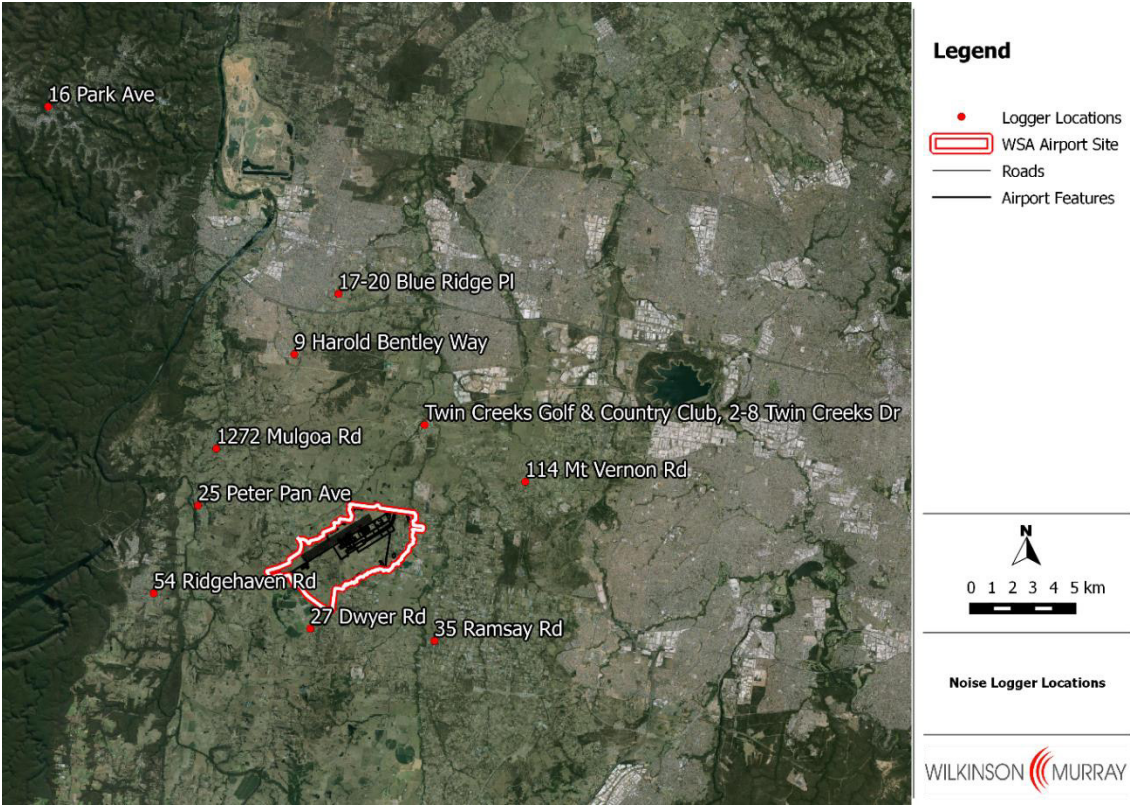 16 Park Ave
17-20 Blue Ridge Pl
9 Harold Bentley Way
Twin Creeks Golf & Country Club, 2-8 Twin Creeks Dr
1272 Mulgoa Rd
114 Mt Vernon Rd
25 Peter Pan Ave
54 Ridgehaven Rd
27 Dwyer Rd
35 Ramsay Rd
Legend
Logger Locations
WSA Airport Site
Roads
Airport Features
N
0 1 2 3 4 5 km
Noise Logger Locations
WILKINSON MURRAY